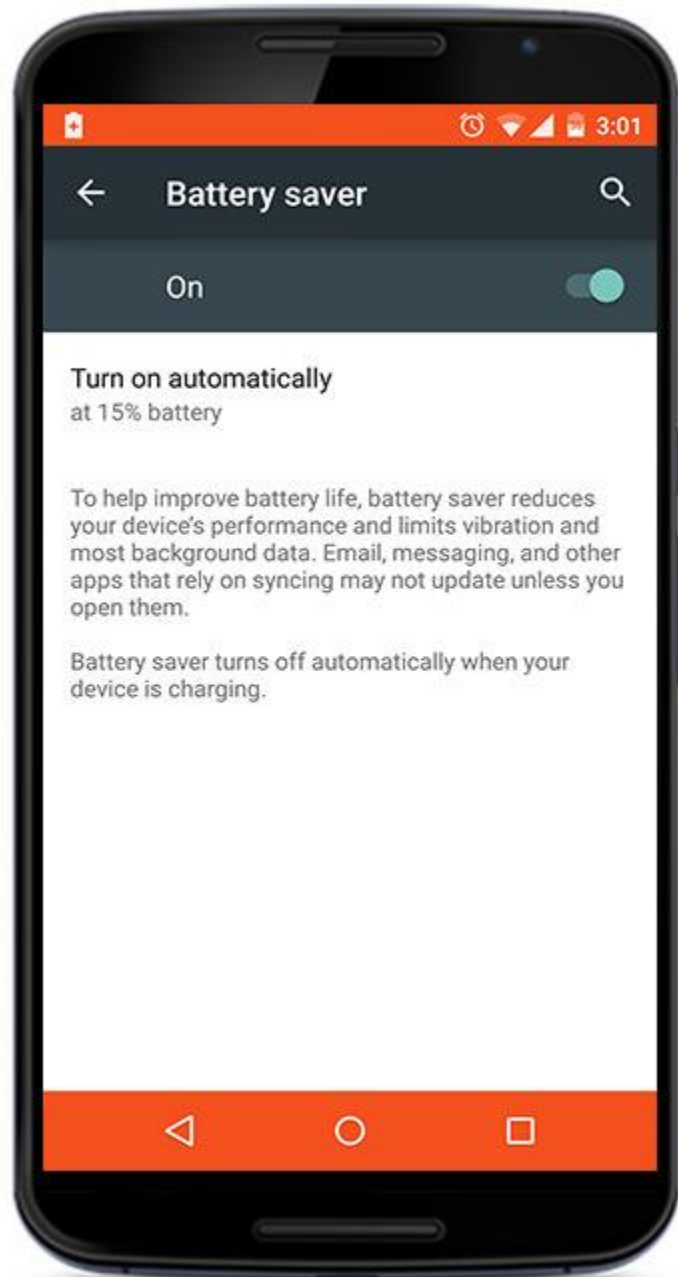 3:01
Battery saver
On
Turn on automatically
at 15% battery
To help improve battery life, battery saver reduces
your device's performance and limits vibration and
most background data. Email, messaging, and other
apps that rely on syncing may not update unless you
open them.
Battery saver turns off automatically when your
device is charging.